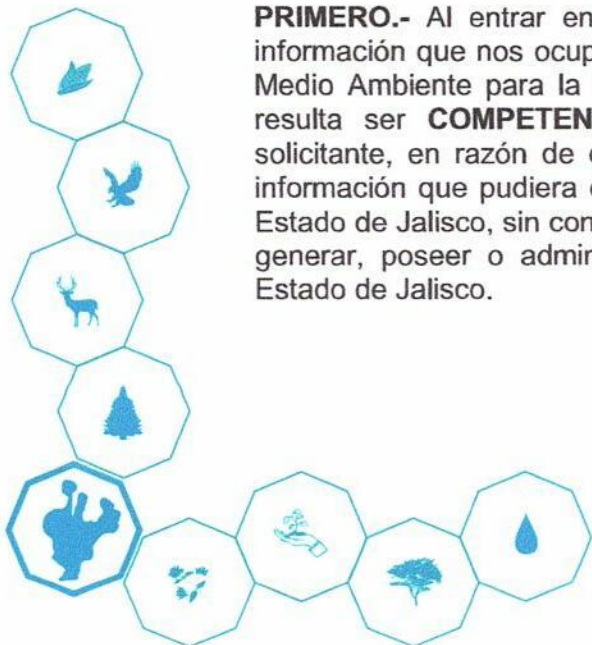 PRIMERO.- Al entrar en
información que nos ocup
Medio Ambiente para la
resulta ser COMPETEN
solicitante, en razón de
información que pudiera
Estado de Jalisco, sin con
generar, poseer o admin
Estado de Jalisco.